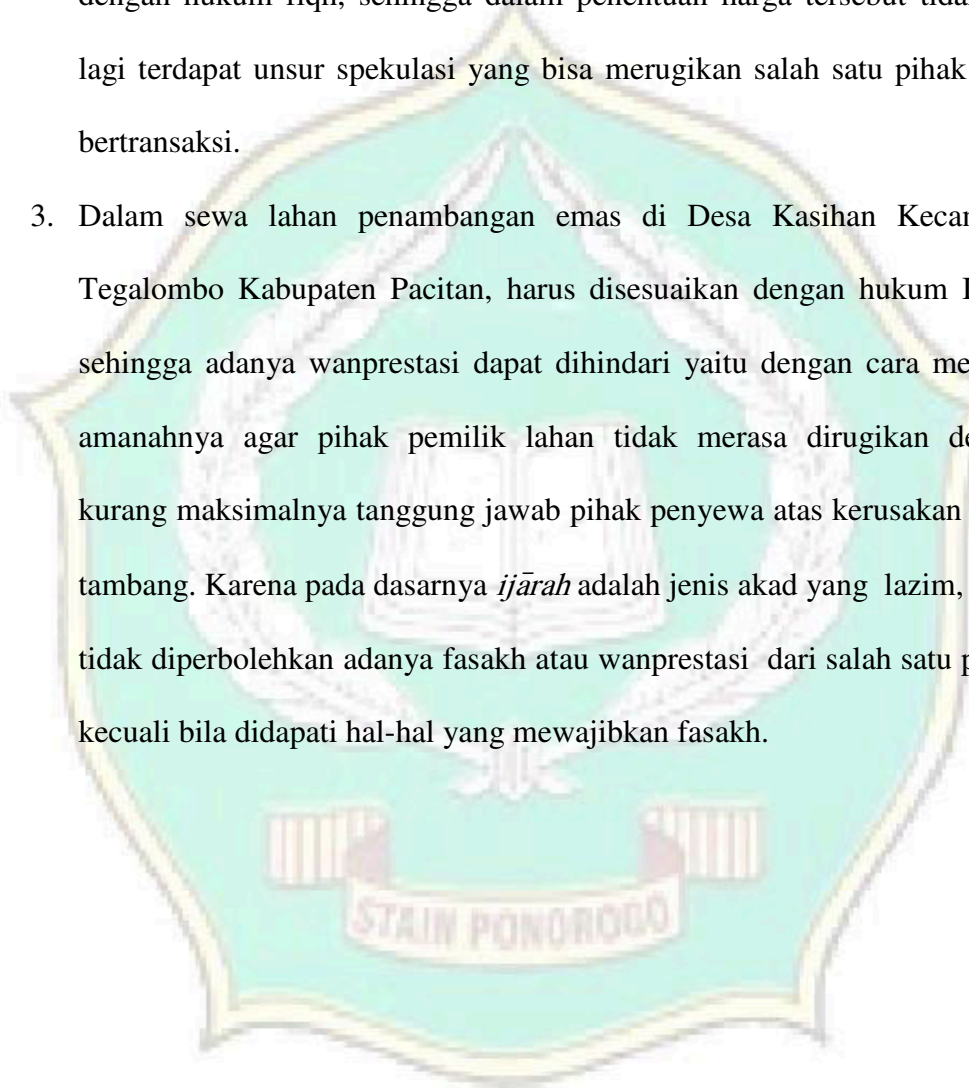 dengan hukum fiqh, sehingga dalam penentuan harga tersebut tidak
lagi terdapat unsur spekulasi yang bisa merugikan salah satu pihak
bertransaksi.
3. Dalam sewa lahan penambangan emas di Desa Kasihan
Tegalombo Kabupaten Pacitan, harus disesuaikan dengan hukum
sehingga adanya wanprestasi dapat dihindari yaitu dengan cara
amanahnya agar pihak pemilik lahan tidak merasa dirugikan
kurang maksimalnya tanggung jawab pihak penyewa atas kerusakan
tambang. Karena pada dasarnya ijārah adalah jenis akad yang lazim,
tidak diperbolehkan adanya fasakh atau wanprestasi dari salah satu
kecuali bila didapati hal-hal yang mewajibkan fasakh.
STAIN PONOROGO